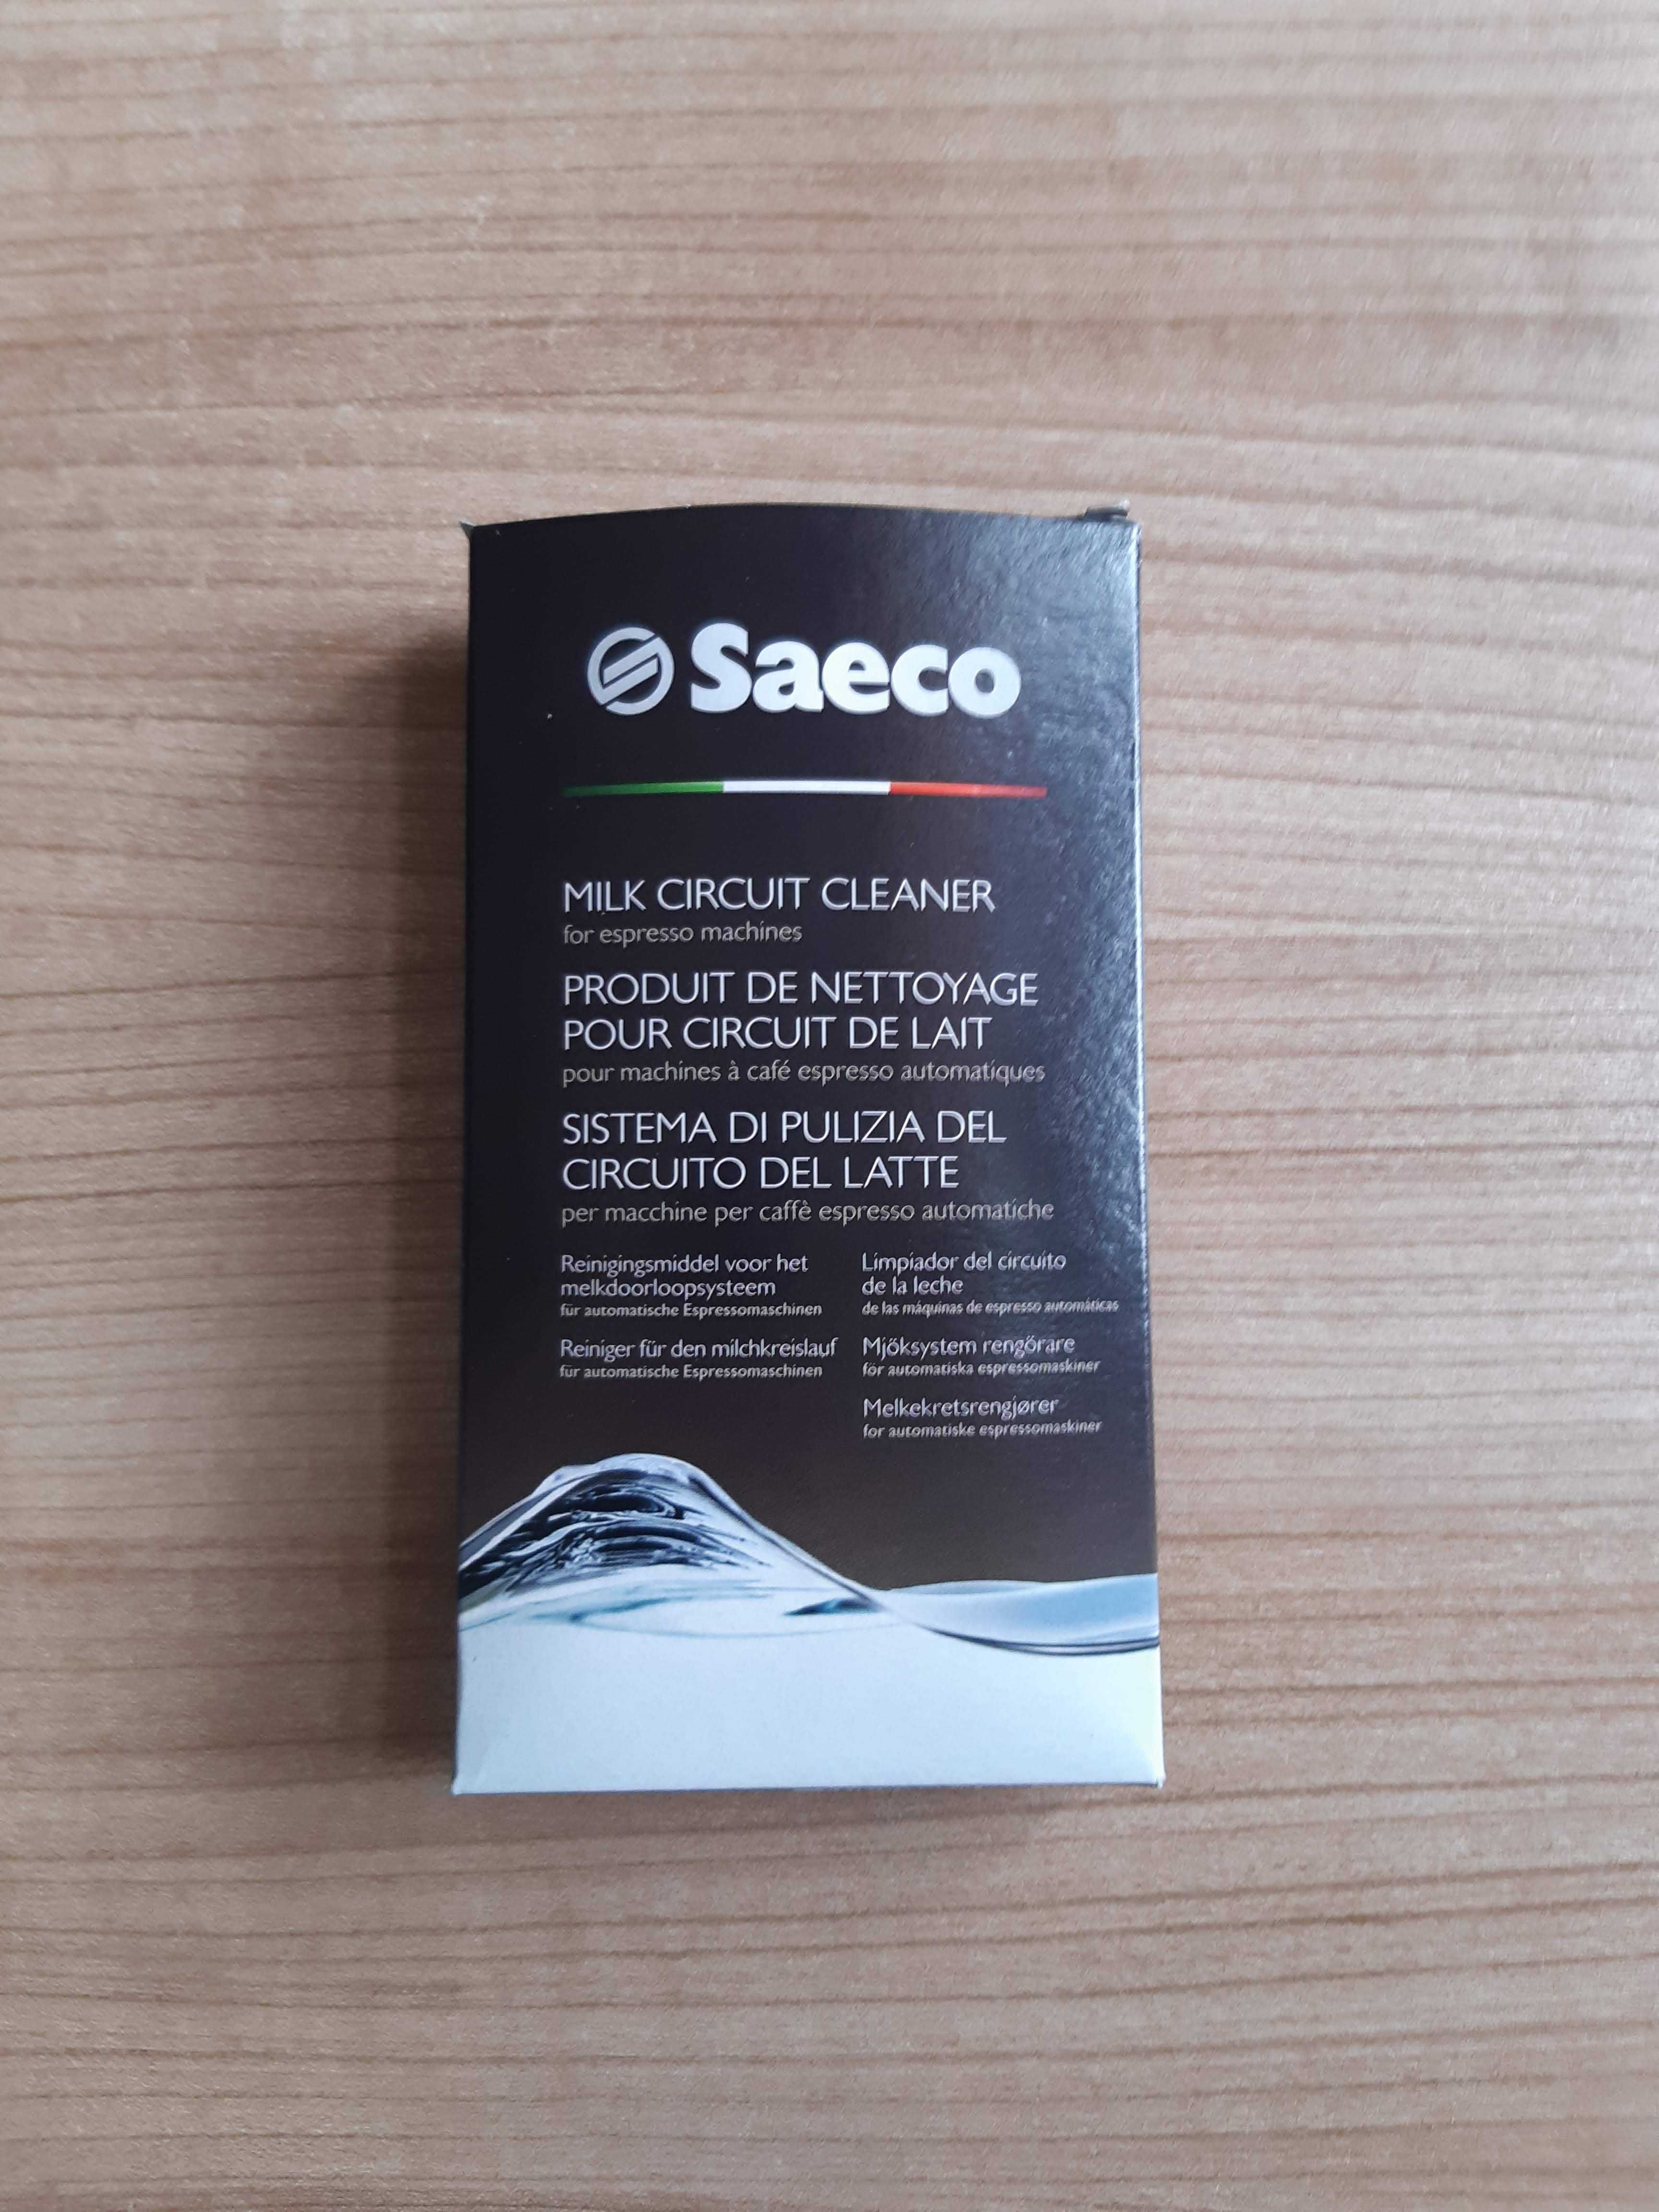 Saeco
MILK CIRCUIT CLEANER
for espresso machines
PRODUIT DE NETTOYAGE
POUR CIRCUIT DE LAIT
pour machines à café espresso automatiques
SISTEMA DI PULIZIA DEL
CIRCUITO DEL LATTE
per macchine per caffè espresso automatiche
Reinigingsmiddel voor het
melkdoorloopsysteem
für automatische Espressomaschinen
Reiniger für den milchkreislauf
für automatische Espressomaschinen
Limpiador del circuito
de la leche
de las máquinas de espresso automáticas
Mjöksystem rengörare
för automatiska espressomaskiner
Melkekretsrengjører
for automatiske espressomaskiner